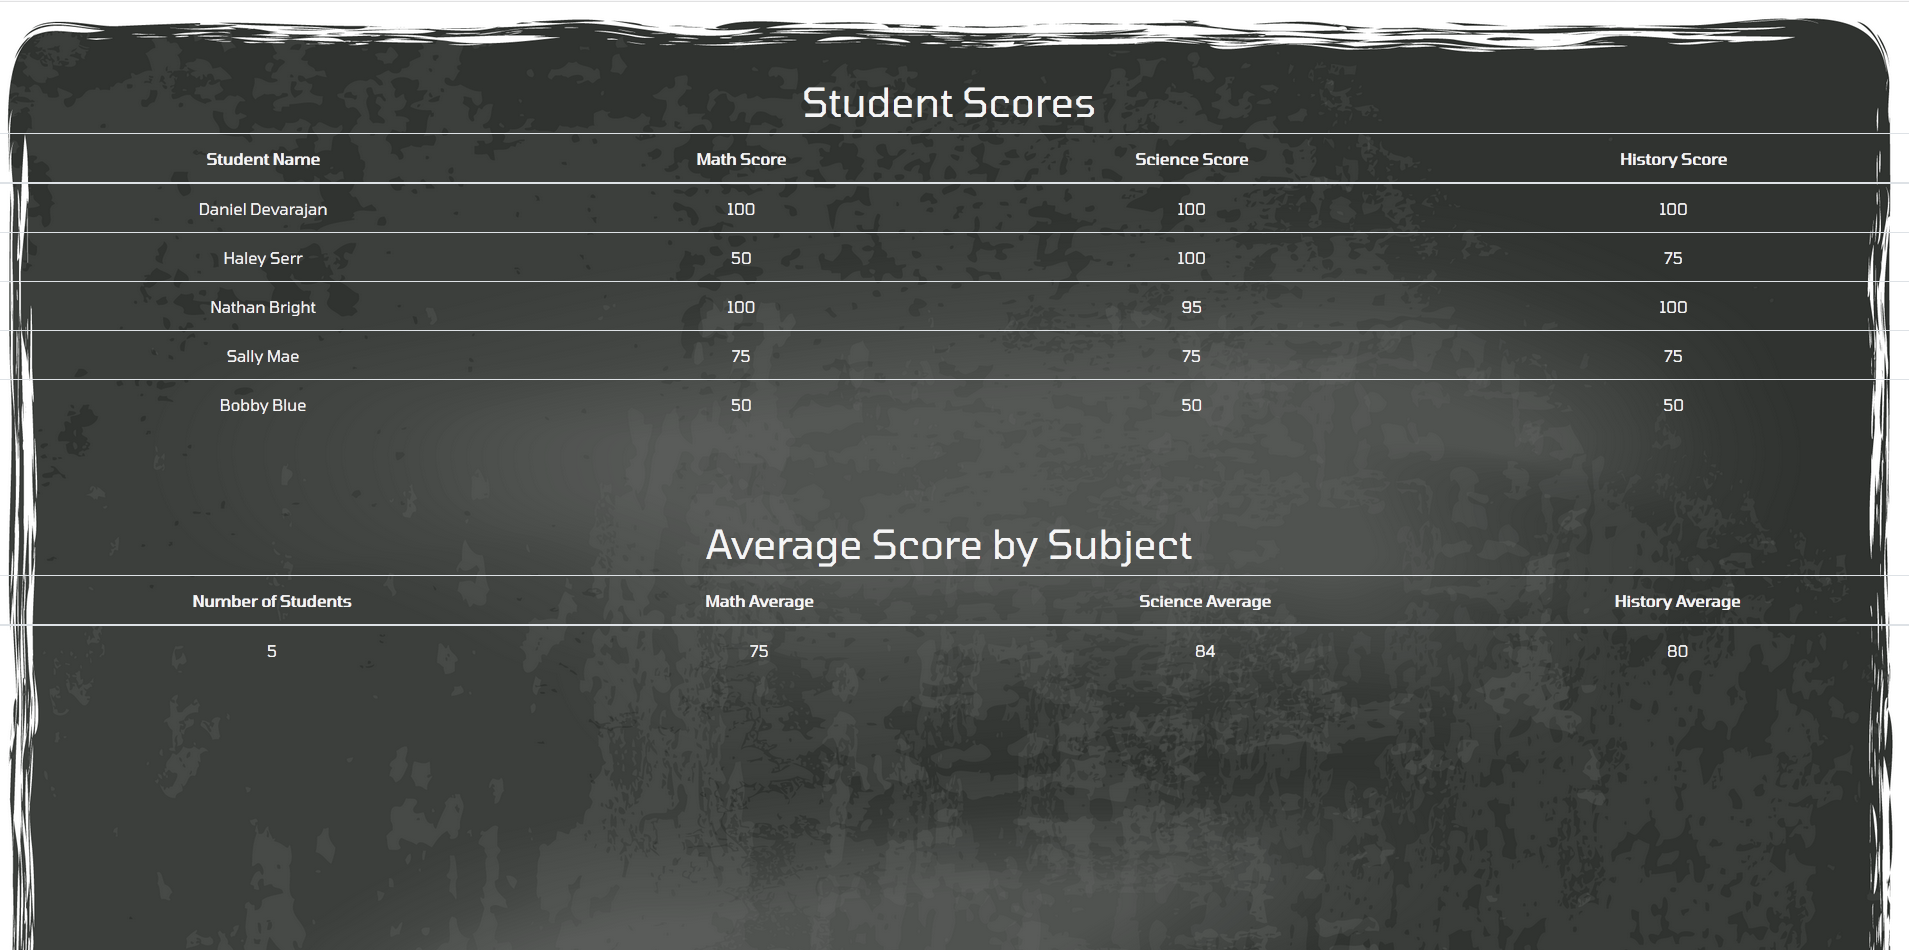 Student Scores
Student Name Math Score Science Score History Score
Daniel Devarajan 100 100 100
Haley Serr 50 100 75
Nathan Bright 100 95 100
Sally Mae 75 75 75
Bobby Blue 50 50 50
Average Score by Subject
Number of Students Math Average Science Average History Average
5 75 84 80